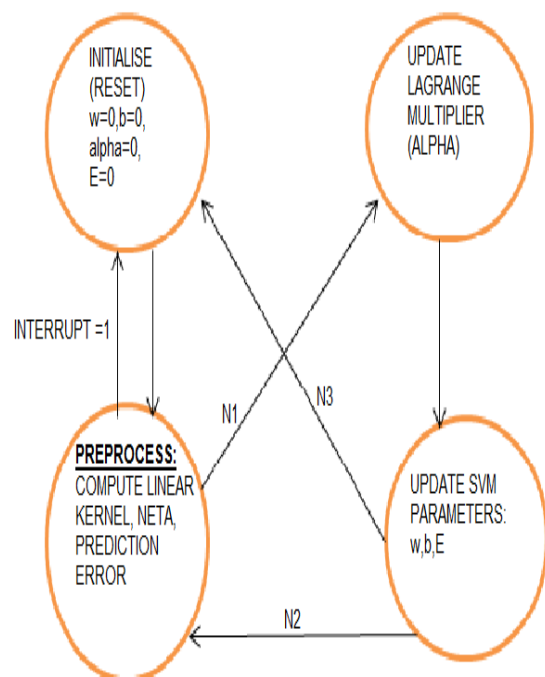 INITIALISE
(RESET)
w=0,b=0,
alpha=0,
E=0
UPDATE
LAGRANGE
MULTIPLIER
(ALPHA)
INTERRUPT =1
N1
N3
PREPROCESS:
COMPUTE LINEAR
KERNEL, NETA,
PREDICTION
ERROR
UPDATE SVM
PARAMETERS:
w,b,E
N2